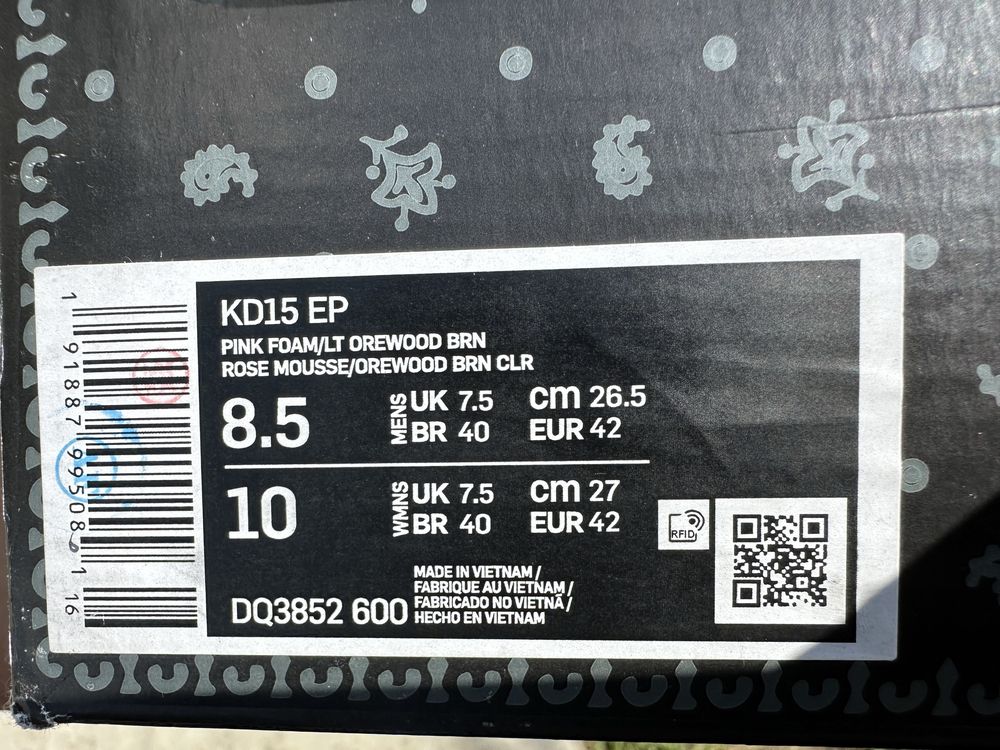 KD15 EP
PINK FOAM/LT OREWOOD BRN
ROSE MOUSSE/OREWOOD BRN CLR
8.5 MENS UK 7.5 cm 26.5
BR 40 EUR 42
10 WMNS UK 7.5 cm 27
BR 40 EUR 42
RFID
DQ3852 600
MADE IN VIETNAM /
FABRIQUE AU VIETNAM /
FABRICADO NO VIETNÃ /
HECHO EN VIETNAM